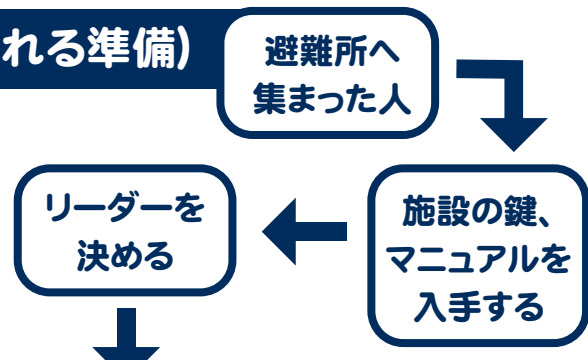 れる準備)
避難所へ
集まった人
施設の鍵、
マニュアルを
入手する
リーダーを
決める